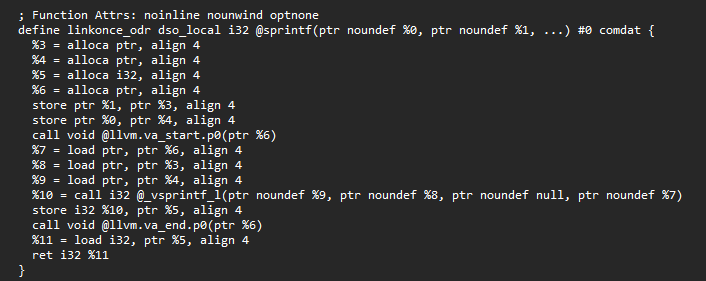 ; Function Attrs: noinline nounwind optnone
define linkonce_odr dso_local i32 @sprintf(ptr noundef %0, ptr noundef %1, ...) #0 comdat {
%3 = alloca ptr, align 4
%4 = alloca ptr, align 4
%5 = alloca i32, align 4
%6 = alloca ptr, align 4
store ptr %1, ptr %3, align 4
store ptr %0, ptr %4, align 4
call void @llvm.va_start.p0(ptr %6)
%7 = load ptr, ptr %6, align 4
%8 = load ptr, ptr %3, align 4
%9 = load ptr, ptr %4, align 4
%10 = call i32 @_vsprintf_l(ptr noundef %9, ptr noundef %8, ptr noundef null, ptr noundef %7)
store i32 %10, ptr %5, align 4
call void @llvm.va_end.p0(ptr %6)
%11 = load i32, ptr %5, align 4
ret i32 %11
}